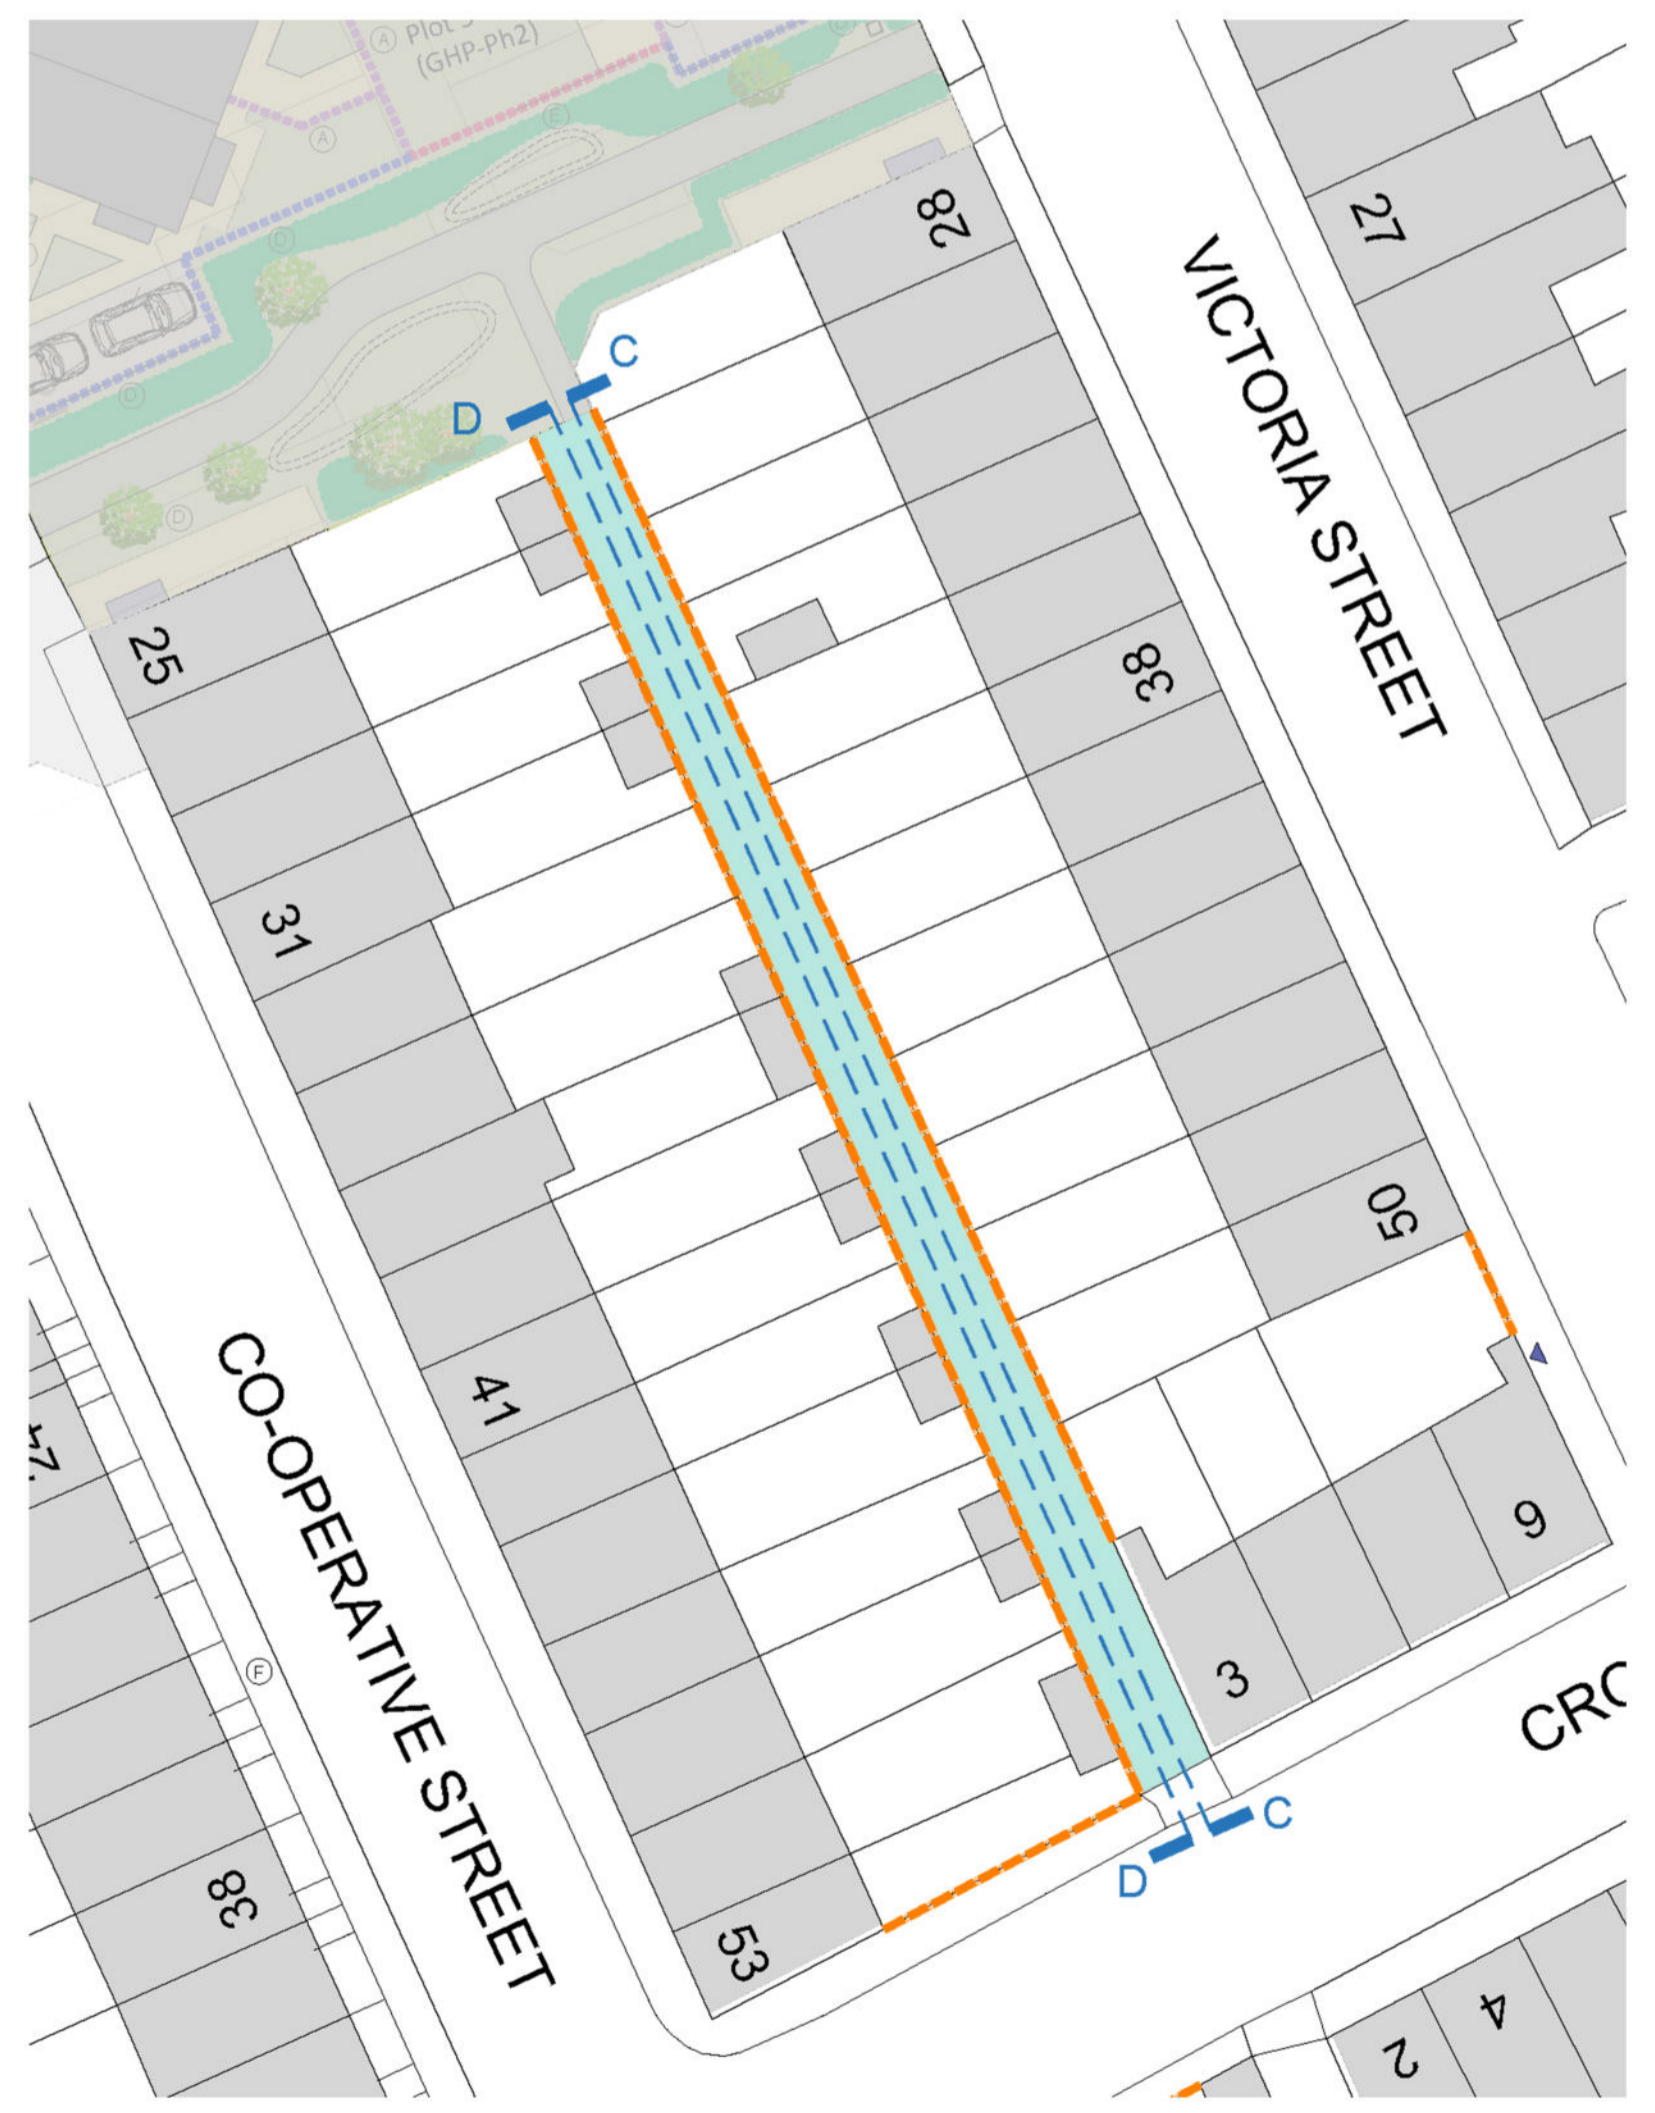 A
Plot
(GHP-Ph2)
A
E
D
D
D
D
28
27
VICTORIA STREET
C
D
25
38
31
50
41
CO-OPERATIVE STREET
F
9
3
C
D
38
53
4
2